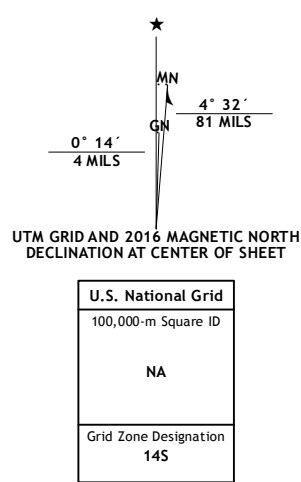 ★
MN
4° 32´
81 MILS
GN
0° 14´
4 MILS
UTM GRID AND 2016 MAGNETIC NORTH
DECLINATION AT CENTER OF SHEET
U.S. National Grid
100,000-m Square ID
NA
Grid Zone Designation
14S